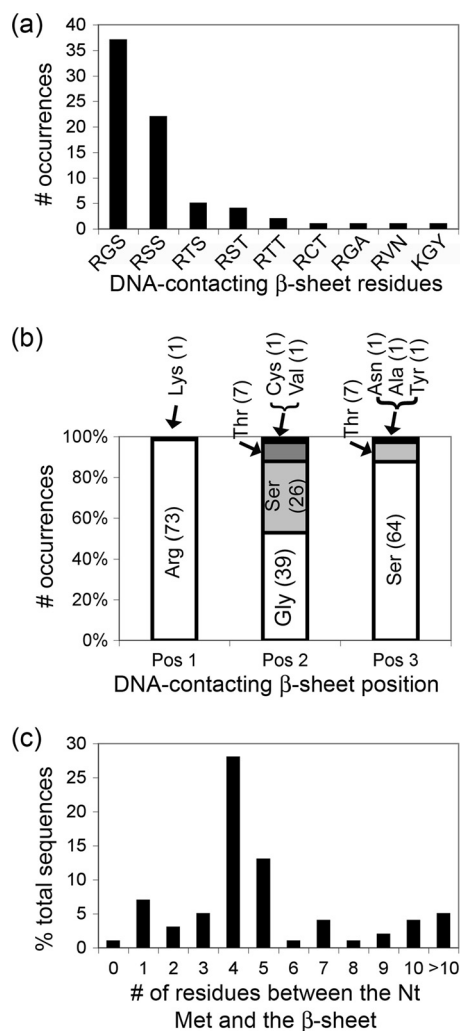 (a)
# occurrences
40
35
30
25
20
15
10
5
0
RGS RSS RTS RST RTT RCT RGA RVN KGY
DNA-contacting β-sheet residues
(b)
Lys (1)
Thr (7)
Cys (1)
Val (1)
Thr (7)
Asn (1)
Ala (1)
Tyr (1)
# occurrences
100%
80%
60%
40%
20%
0%
Arg (73)
Ser
(26)
Gly (39)
Ser (64)
Pos 1 Pos 2 Pos 3
DNA-contacting β-sheet position
(c)
% total sequences
30
25
20
15
10
5
0
0 1 2 3 4 5 6 7 8 9 10 >10
# of residues between the Nt
Met and the β-sheet